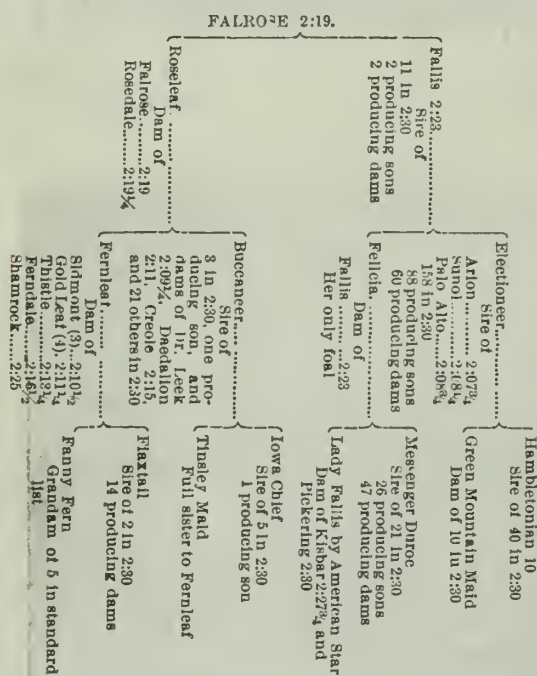 FALROSE 2:19.
Fallis 2:23
Sire of
11 in 2:30
2 producing sons
2 producing dams
Roseleaf
Dam of
Falrose.........2:19
Rosedale.......2:19¼
Electioneer
Sire of
Arion..........2:07¾
Sunol..........2:08¼
Palo Alto.....2:08¾
158 in 2:30
88 producing sons
60 producing dams
Felicia
Dam of
Fallis..........2:23
Her only foal
Buccaneer
Sire of
8 in 2:30, one pro-
ducing son, and
dams of Dr. Leek
2:09¼, Daedalion
2:11, Creole 2:15,
and 21 others in 2:30
Fernleaf
Dam of
Sidmont (3)...2:10½
Gold Leaf (4).2:11¼
Thistle........2:13¼
Ferndale.......2:15½
Shamrock.....2:25
Hambletonian 10
Sire of 40 in 2:30
Green Mountain Maid
Dam of 10 iu 2:30
Messenger Duroc
Sire of 21 in 2:30
26 producing sons
47 producing dams
Lady Fallis by American Star
Dam of Kisbar 2:27¾ and
Pickering 2:30
Iowa Chief
Sire of 5 in 2:30
1 producing son
Tinsley Maid
Full sister to Fernleaf
Flaxtail
Sire of 2 in 2:30
14 producing dams
Fanny Fern
Grandam of 5 in standard
list